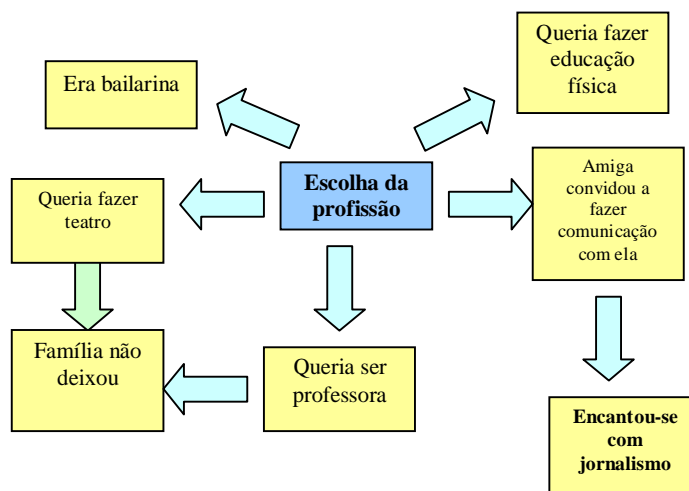 Era bailarina
Queria fazer
educação
física
Escolha da
profissão
Queria fazer
teatro
Amiga
convidou a
fazer
comunicação
com ela
Família não
deixou
Queria ser
professora
Encantou-se
com
jornalismo